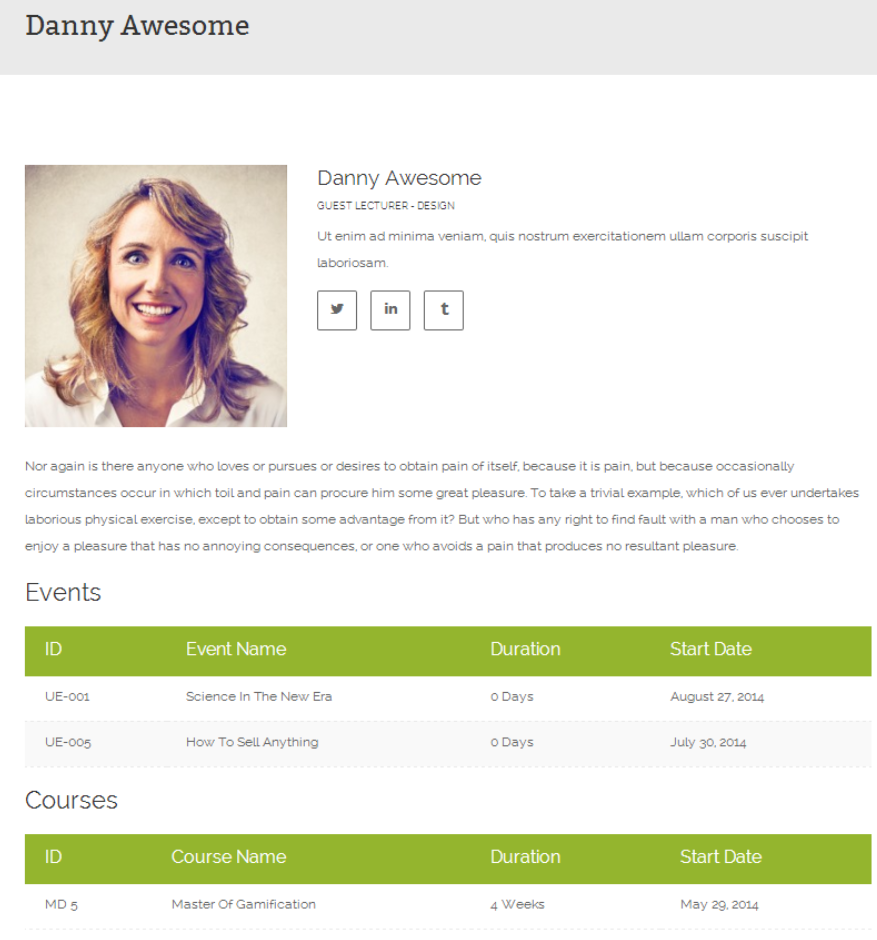 Danny Awesome
Danny Awesome
GUEST LECTURER - DESIGN
Ut enim ad minima veniam, quis nostrum exercitationem ullam corporis suscipit
laboriosam.
in t
Nor again is there anyone who loves or pursues or desires to obtain pain of itself, because it is pain, but because occasionally
circumstances occur in which toil and pain can procure him some great pleasure. To take a trivial example, which of us ever undertakes
laborious physical exercise, except to obtain some advantage from it? But who has any right to find fault with a man who chooses to
enjoy a pleasure that has no annoying consequences, or one who avoids a pain that produces no resultant pleasure.
Events
ID Event Name Duration Start Date
UE-001 Science In The New Era 0 Days August 27, 2014
UE-005 How To Sell Anything 0 Days July 30, 2014
Courses
ID Course Name Duration Start Date
MD 5 Master Of Gamification 4 Weeks May 29, 2014